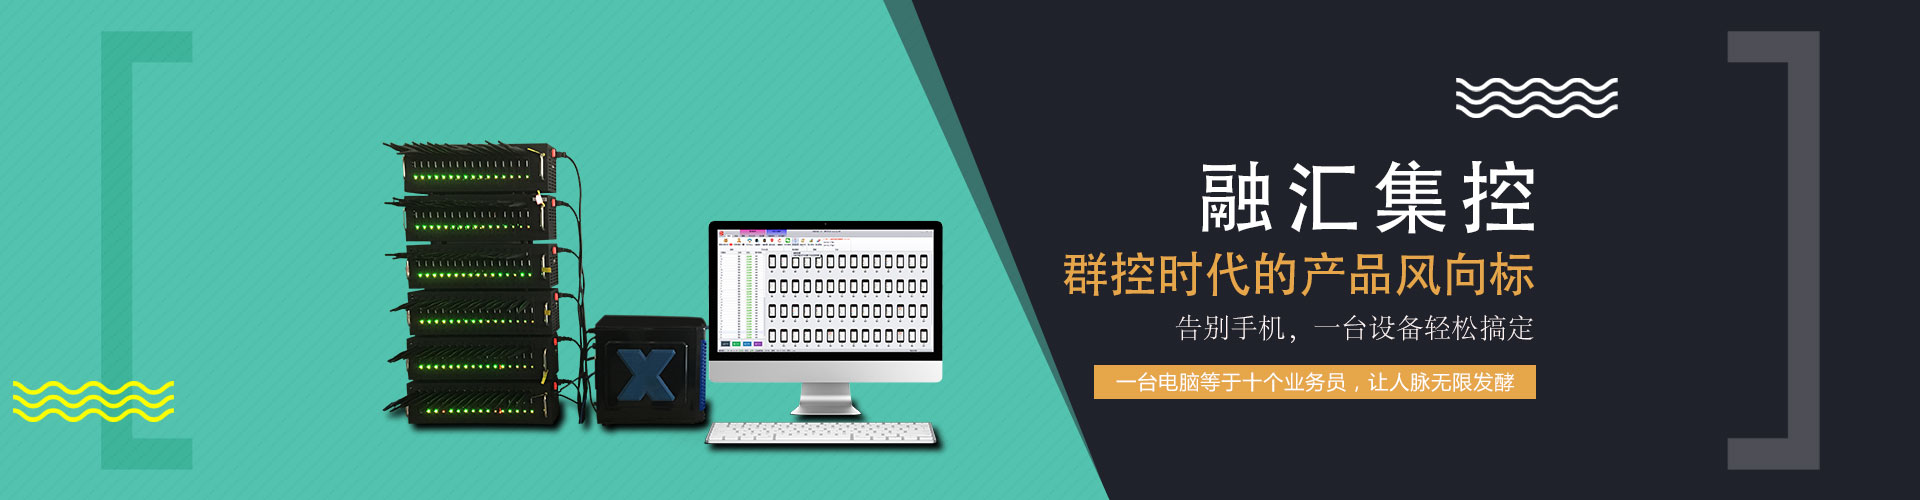 融汇集控
群控时代的产品风向标
告别手机，一台设备轻松搞定
一台电脑等于十个业务员，让人脉无限发酵